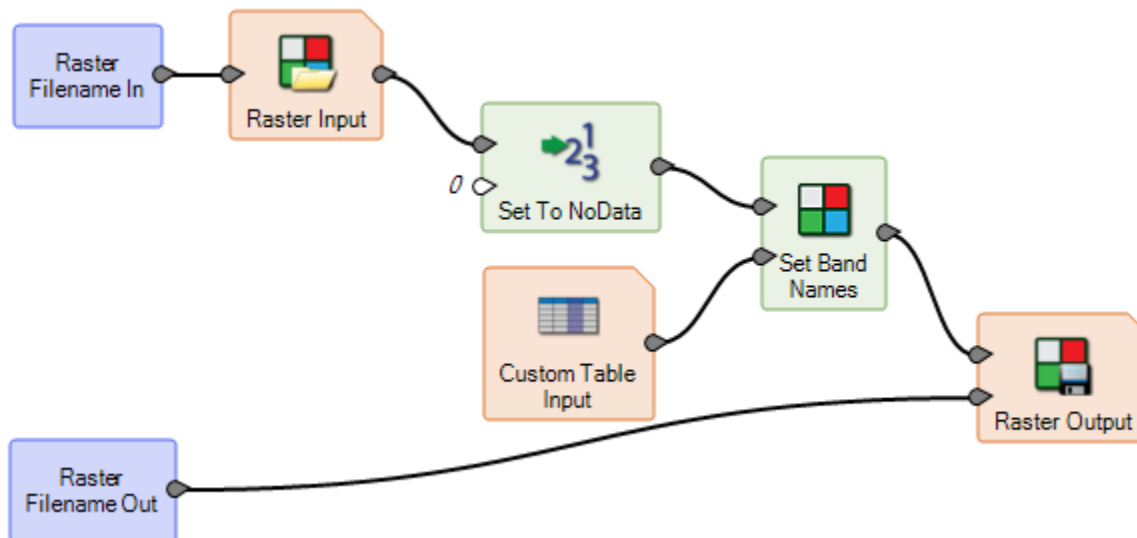 Raster
Filename In
Raster Input
0
Set To NoData
Set Band
Names
Custom Table
Input
Raster Output
Raster
Filename Out